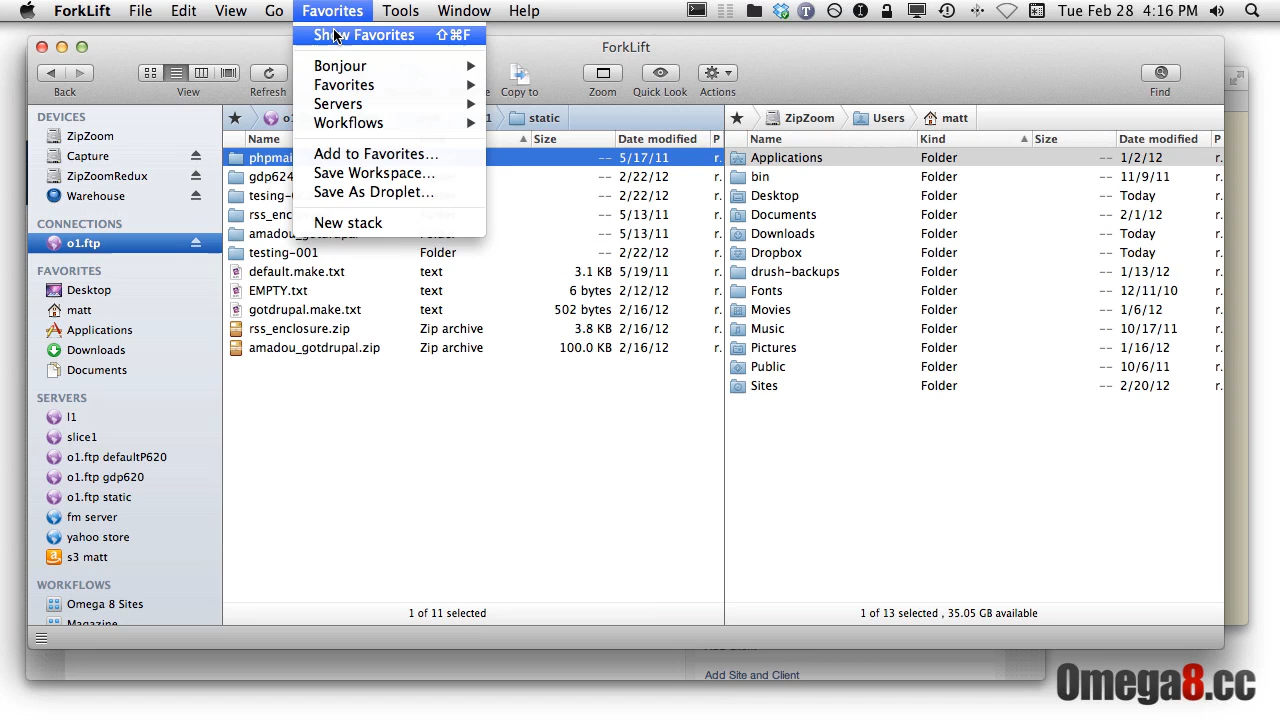 ForkLift File Edit View Go Favorites Tools Window Help Tue Feb 28 4:16 PM
Show Favorites ⇧⌘F
Bonjour
Favorites
Servers
Workflows
Add to Favorites...
Save Workspace...
Save As Droplet...
New stack
ForkLift
Back View Refresh Copy to Zoom Quick Look Actions Find
DEVICES
ZipZoom
Capture
ZipZoomRedux
Warehouse
CONNECTIONS
o1.ftp
FAVORITES
Desktop
matt
Applications
Downloads
Documents
SERVERS
l1
slice1
o1.ftp defaultP620
o1.ftp gdp620
o1.ftp static
fm server
yahoo store
s3 matt
WORKFLOWS
Omega 8 Sites
Magazine
static
Name Size Date modified P
-- 5/17/11 r.
gdp624 -- 2/22/12 r.
-- 2/22/12 r.
-- 5/13/11 r.
amadou_gotdrupal -- 5/13/11 r.
testing-001 Folder -- 2/22/12 r.
default.make.txt text 3.1 KB 5/19/11 r.
EMPTY.txt text 6 bytes 2/12/12 r.
gotdrupal.make.txt text 502 bytes 2/16/12 r.
rss_enclosure.zip Zip archive 3.8 KB 2/16/12 r.
amadou_gotdrupal.zip Zip archive 100.0 KB 2/16/12 r.
1 of 11 selected
ZipZoom Users matt
Name Kind Size Date modified P
Applications Folder -- 1/2/12 r.
bin Folder -- 11/9/11 r.
Desktop Folder -- Today r.
Documents Folder -- 2/1/12 r.
Downloads Folder -- Today r.
Dropbox Folder -- Today r.
drush-backups Folder -- 1/13/12 r.
Fonts Folder -- 12/11/10 r.
Movies Folder -- 1/6/12 r.
Music Folder -- 10/17/11 r.
Pictures Folder -- 1/16/12 r.
Public Folder -- 10/6/11 r.
Sites Folder -- 2/20/12 r.
1 of 13 selected , 35.05 GB available
Add Site and Client
Omega8.cc